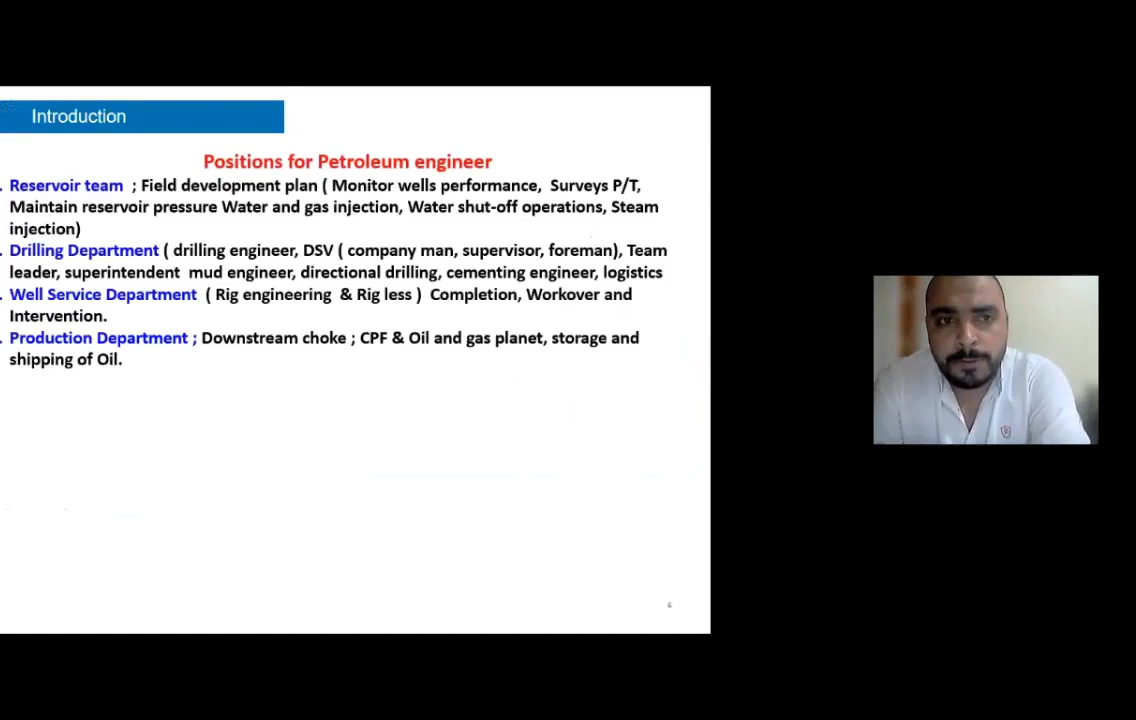 Introduction
Positions for Petroleum engineer
. Reservoir team ; Field development plan ( Monitor wells performance, Surveys P/T,
Maintain reservoir pressure Water and gas injection, Water shut-off operations, Steam
injection)
. Drilling Department ( drilling engineer, DSV ( company man, supervisor, foreman), Team
leader, superintendent mud engineer, directional drilling, cementing engineer, logistics
. Well Service Department ( Rig engineering & Rig less ) Completion, Workover and
Intervention.
. Production Department ; Downstream choke ; CPF & Oil and gas planet, storage and
shipping of Oil.
6